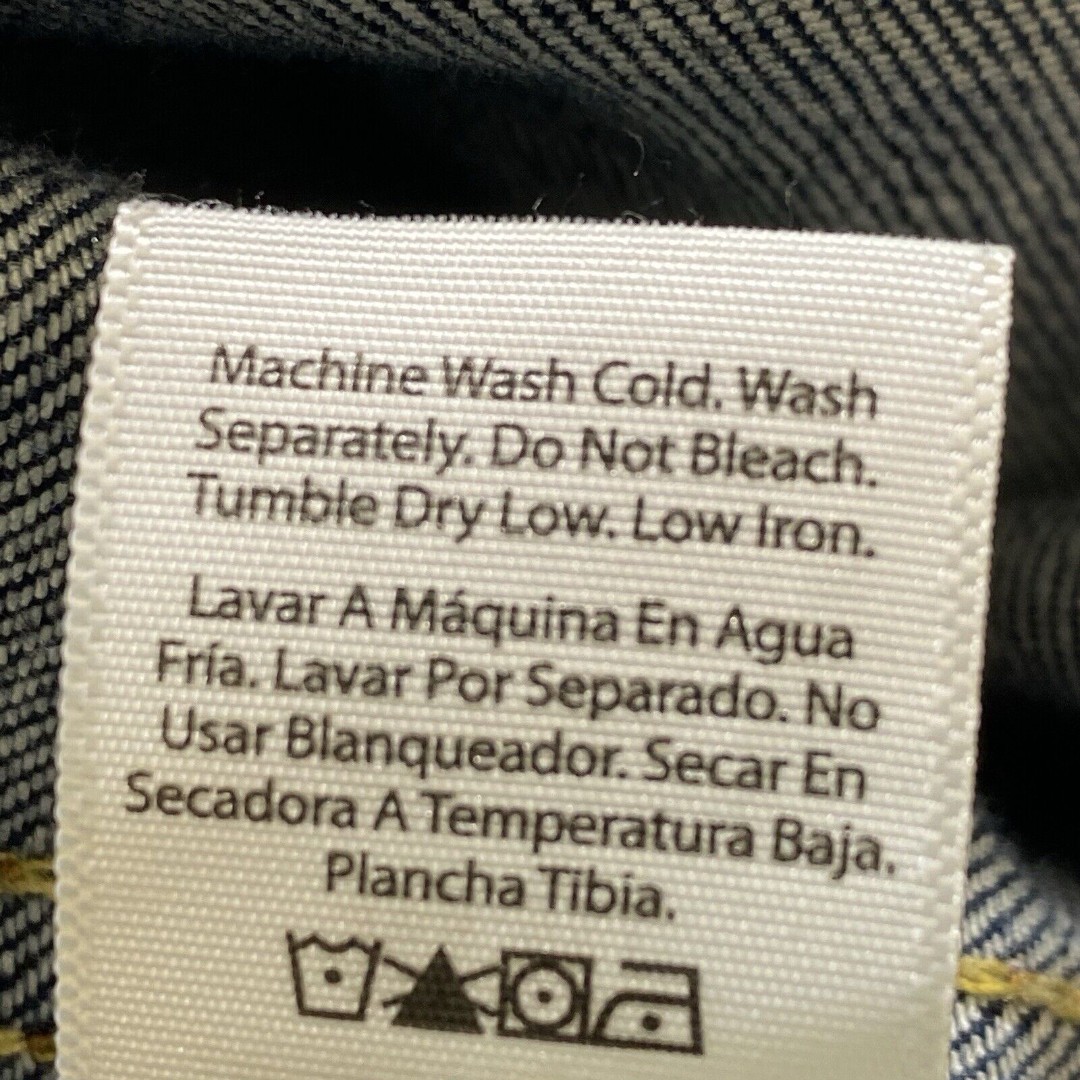 Machine Wash Cold. Wash
Separately. Do Not Bleach.
Tumble Dry Low. Low Iron.
Lavar A Máquina En Agua
Fría. Lavar Por Separado. No
Usar Blanqueador. Secar En
Secadora A Temperatura Baja.
Plancha Tibia.